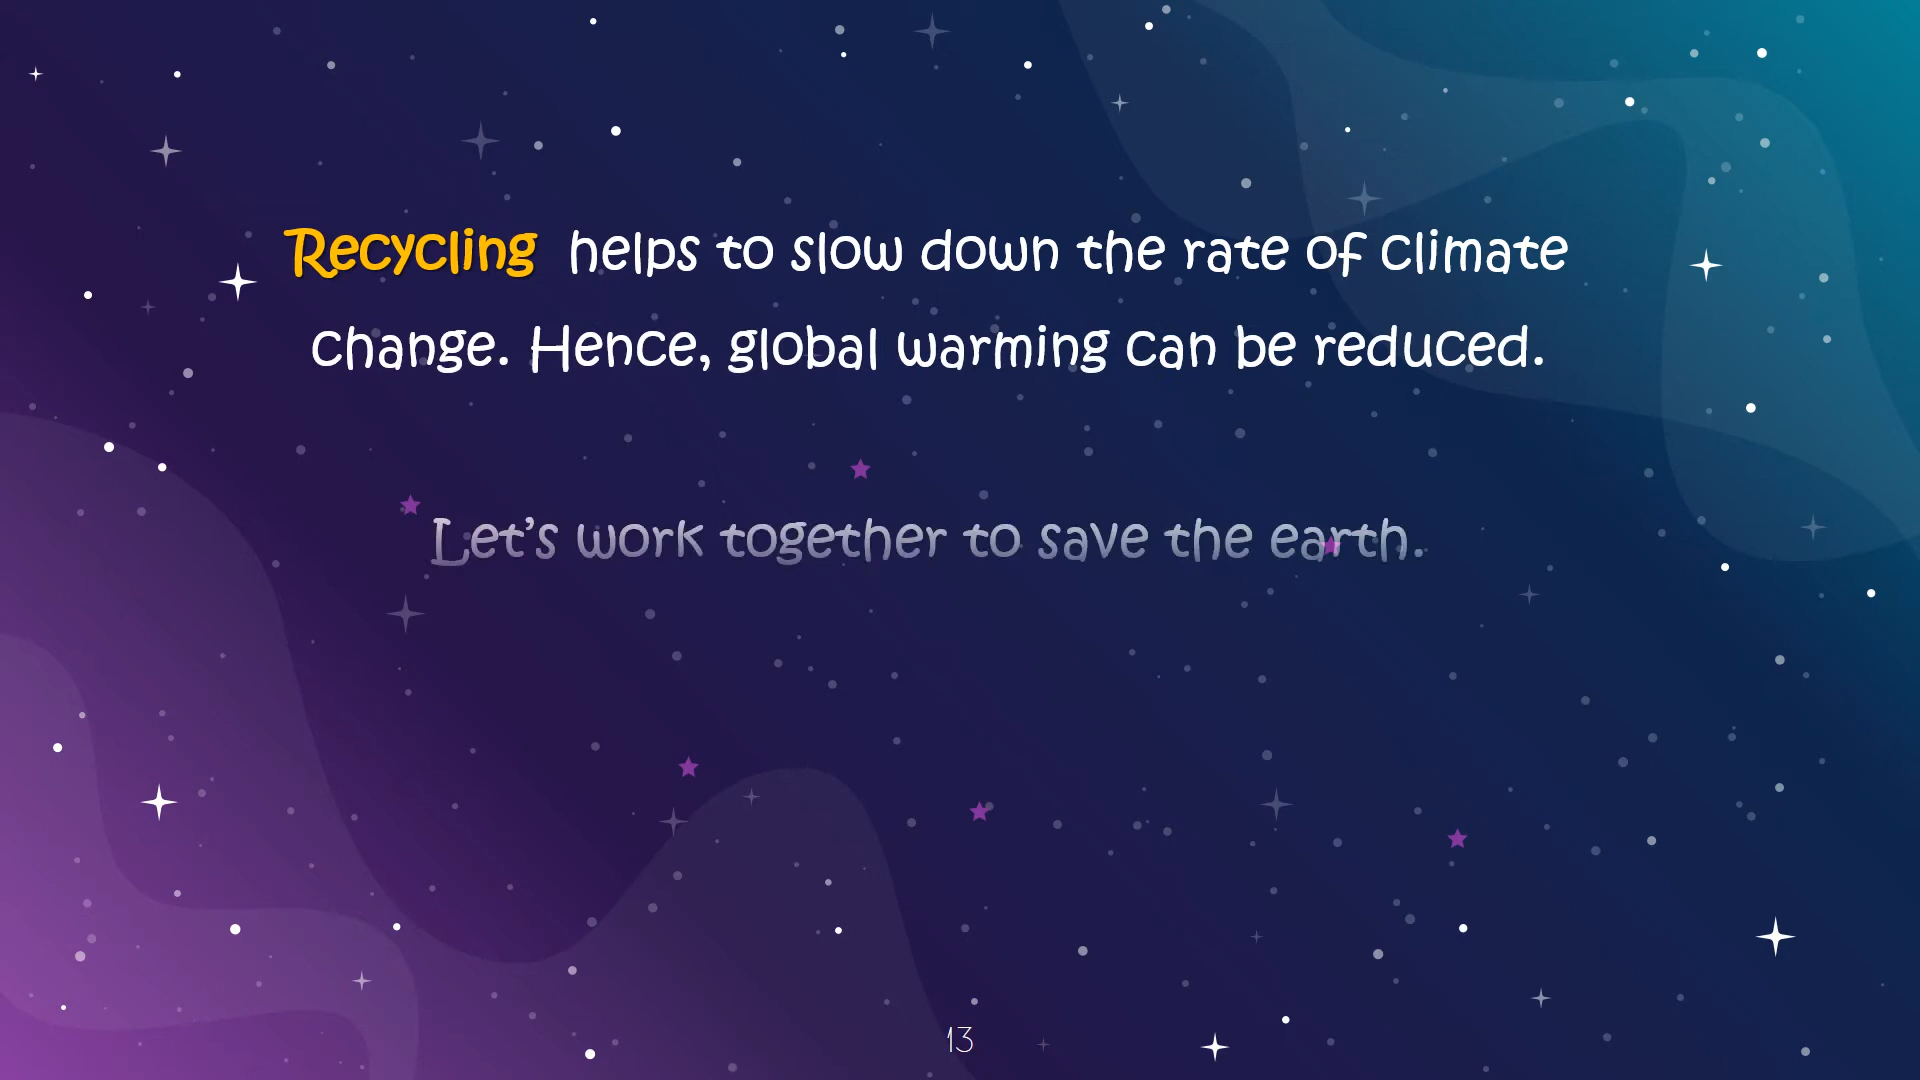 Recycling helps to slow down the rate of climate
change. Hence, global warming can be reduced.
Let's work together to save the earth.
13